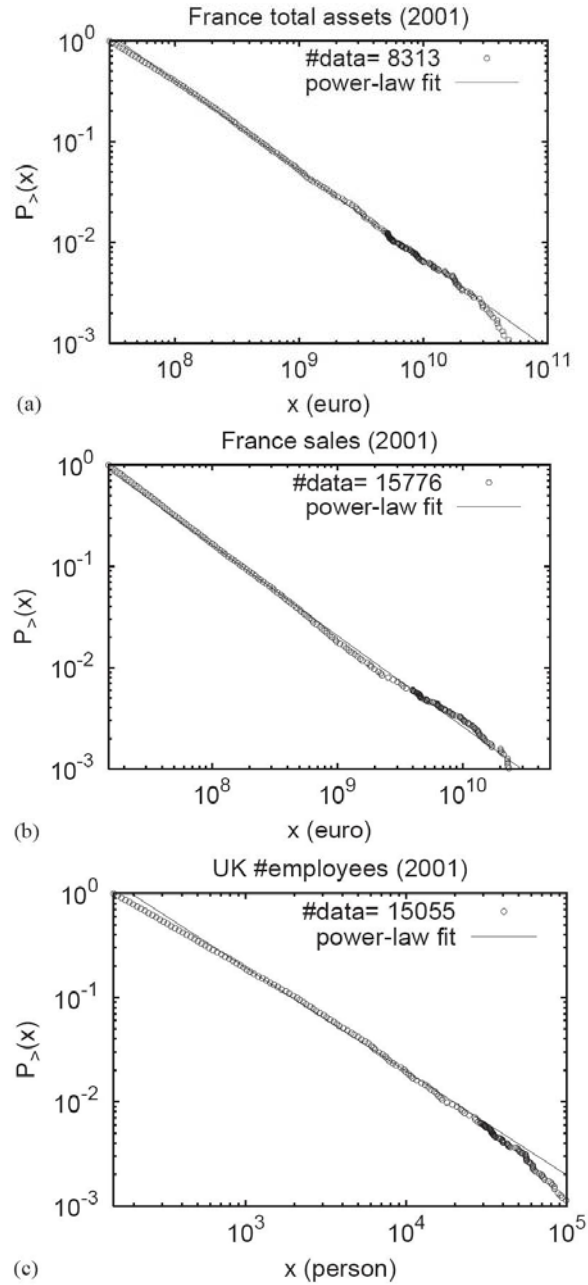 France total assets (2001)
10^0
#data= 8313
power-law fit
10^-1
P_>(x)
10^-2
10^-3
10^8 10^9 10^10 10^11
(a)
x (euro)
France sales (2001)
10^0
#data= 15776
power-law fit
10^-1
P_>(x)
10^-2
10^-3
10^8 10^9 10^10
(b)
x (euro)
UK #employees (2001)
10^0
#data= 15055
power-law fit
10^-1
P_>(x)
10^-2
10^-3
10^3 10^4 10^5
(c)
x (person)